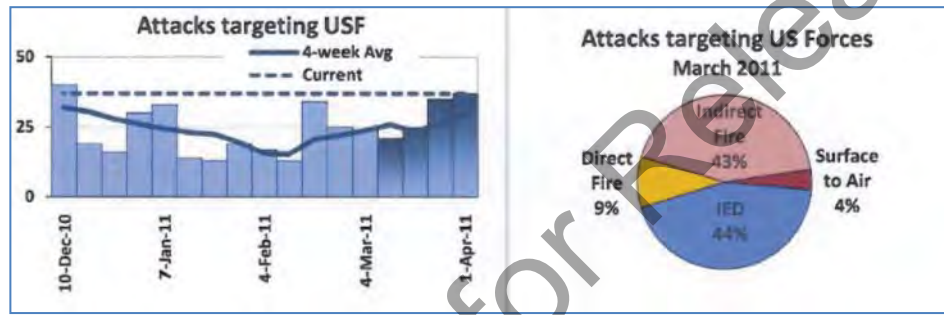 Attacks targeting USF
4-week Avg
Current
50
25
0
10-Dec-10
7-Jan-11
4-Feb-11
4-Mar-11
1-Apr-11
Attacks targeting US Forces
March 2011
Indirect
Fire
43%
Direct
Fire
9%
Surface
to Air
4%
IED
44%
for Relea